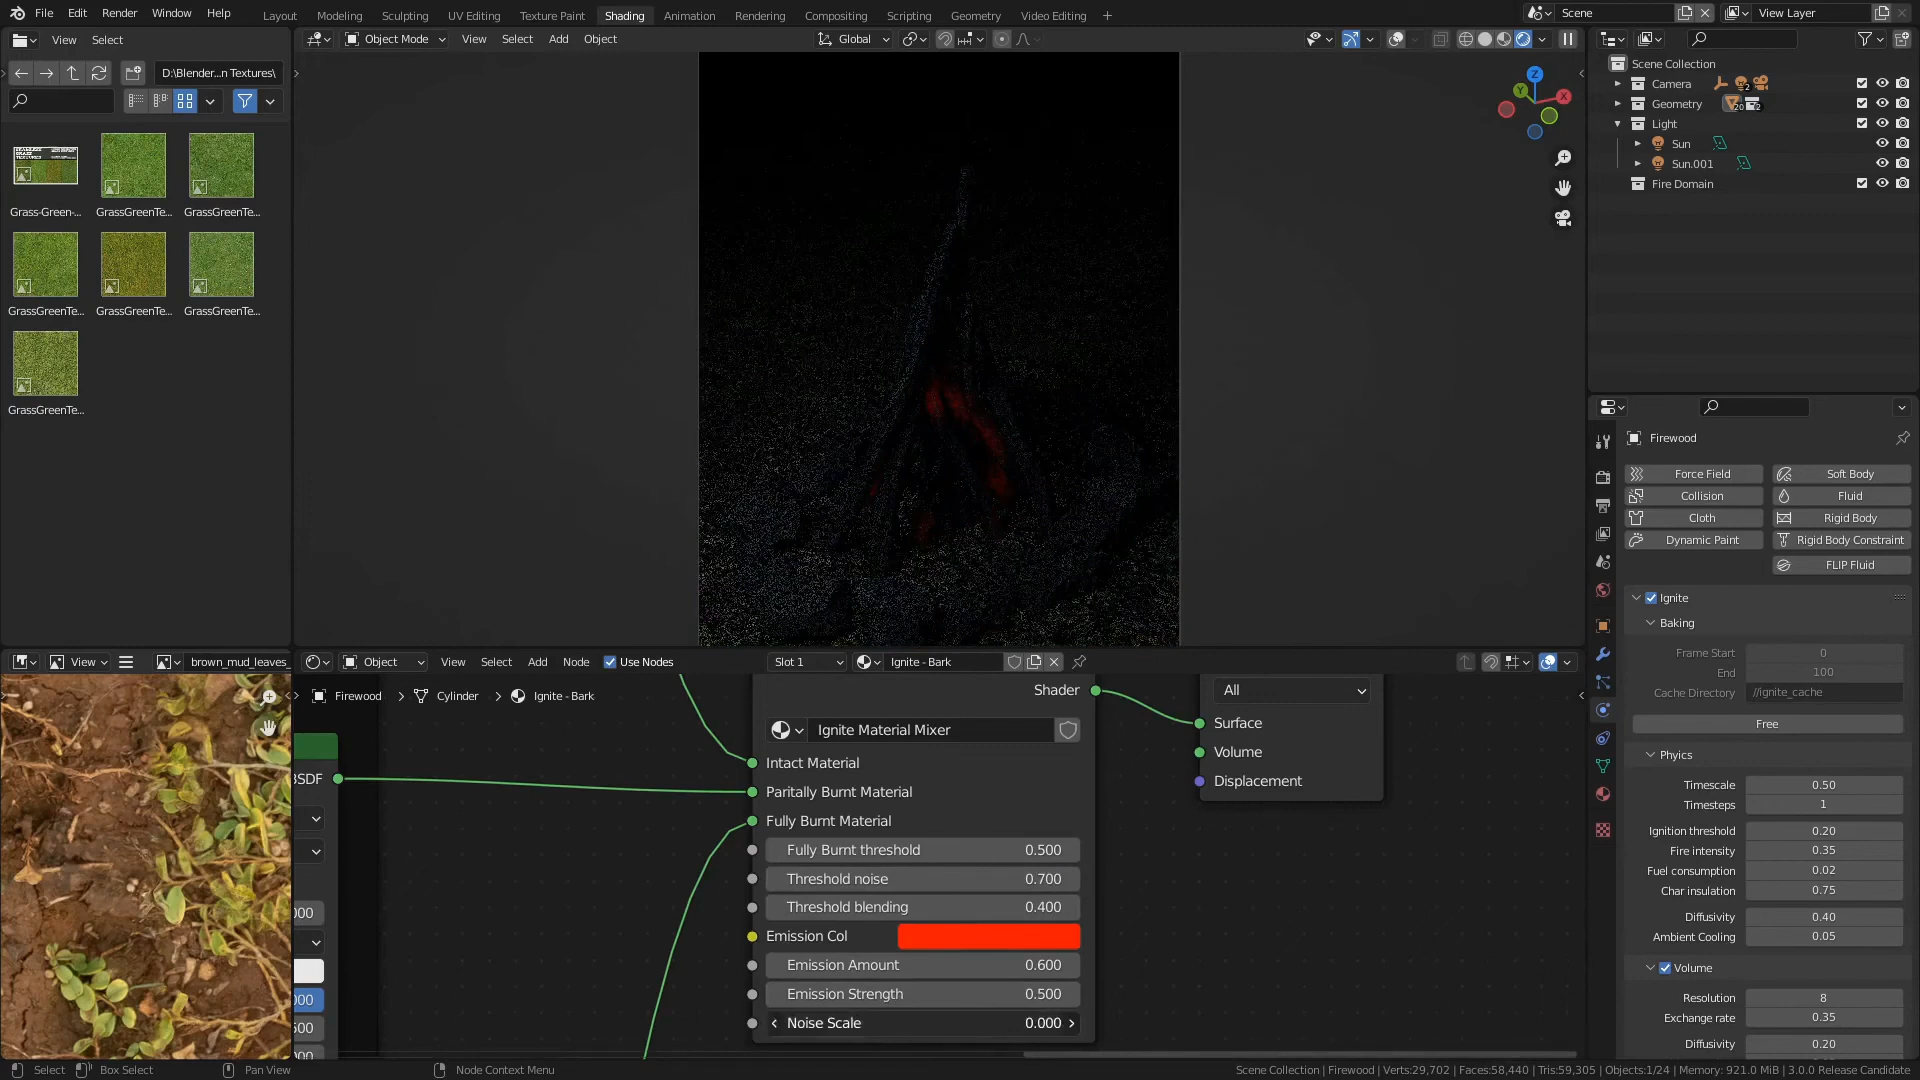 File Edit Render Window Help Layout Modeling Sculpting UV Editing Texture Paint Shading Animation Rendering Compositing Scripting Geometry Video Editing + Scene View Layer
View Select Object Mode View Select Add Object Global
D:\Blender...n Textures\
Grass-Green-... GrassGreenTe... GrassGreenTe...
GrassGreenTe... GrassGreenTe... GrassGreenTe...
GrassGreenTe...
Z
Y
X
Scene Collection
Camera 2
Geometry 20 2
Light
Sun
Sun.001
Fire Domain
Firewood
Force Field Soft Body
Collision Fluid
Cloth Rigid Body
Dynamic Paint Rigid Body Constraint
FLIP Fluid
Ignite
Baking
Frame Start 0
End 100
Cache Directory //ignite_cache
Free
Phyics
Timescale 0.50
Timesteps 1
Ignition threshold 0.20
Fire intensity 0.35
Fuel consumption 0.02
Char insulation 0.75
Diffusivity 0.40
Ambient Cooling 0.05
Volume
Resolution 8
Exchange rate 0.35
Diffusivity 0.20
View brown_mud_leaves_
Object View Select Add Node Use Nodes Slot 1 Ignite - Bark
Firewood > Cylinder > Ignite - Bark
BSDF
000
000
500
000
Shader
Ignite Material Mixer
Intact Material
Paritally Burnt Material
Fully Burnt Material
Fully Burnt threshold 0.500
Threshold noise 0.700
Threshold blending 0.400
Emission Col
Emission Amount 0.600
Emission Strength 0.500
Noise Scale 0.000
All
Surface
Volume
Displacement
Select Box Select Pan View Node Context Menu Scene Collection | Firewood | Verts:29,702 | Faces:58,440 | Tris:59,305 | Objects:1/24 | Memory: 921.0 MiB | 3.0.0 Release Candidate